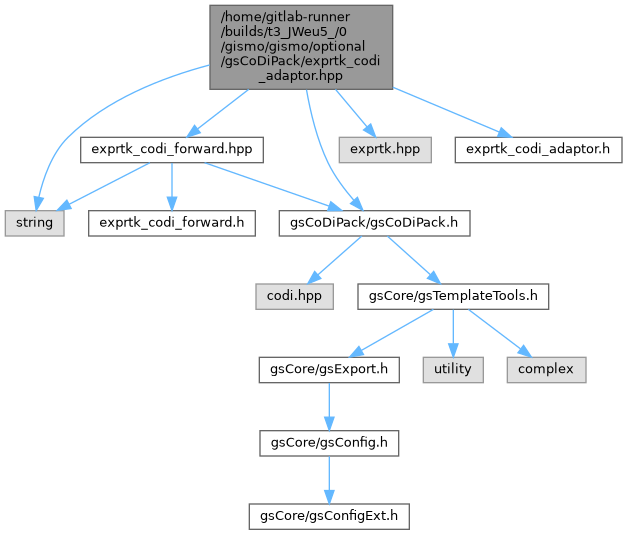 /home/gitlab-runner
/builds/t3_JWeu5_/0
/gismo/gismo/optional
/gsCoDiPack/exprtk_codi
_adaptor.hpp
exprtk_codi_forward.hpp
exprtk.hpp
exprtk_codi_adaptor.h
string
exprtk_codi_forward.h
gsCoDiPack/gsCoDiPack.h
codi.hpp
gsCore/gsTemplateTools.h
gsCore/gsExport.h
utility
complex
gsCore/gsConfig.h
gsCore/gsConfigExt.h